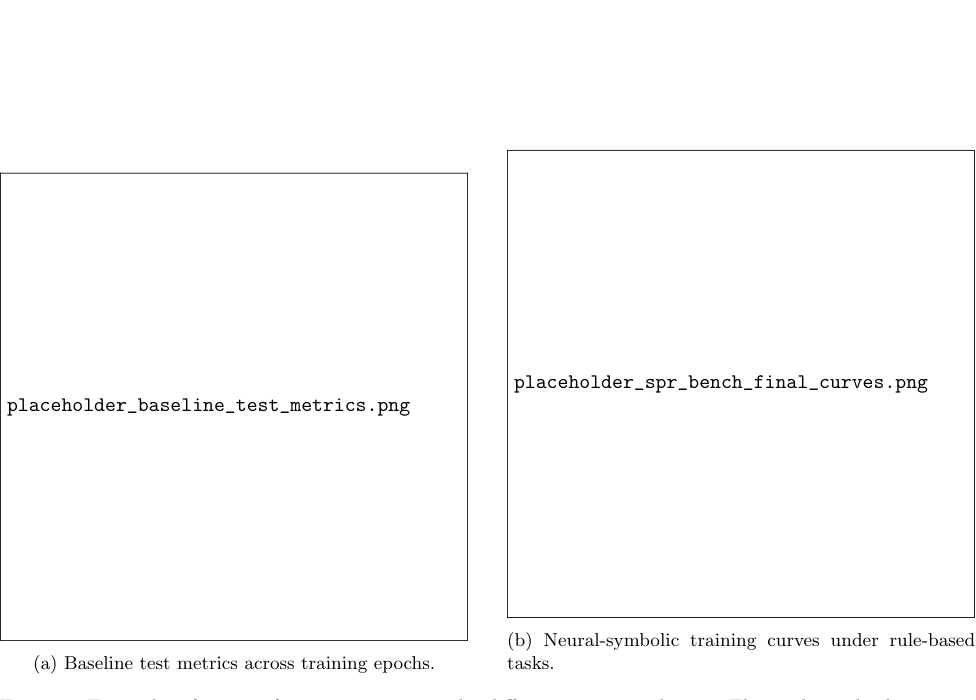 placeholder_baseline_test_metrics.png
(a) Baseline test metrics across training epochs.
placeholder_spr_bench_final_curves.png
(b) Neural-symbolic training curves under rule-based
tasks.